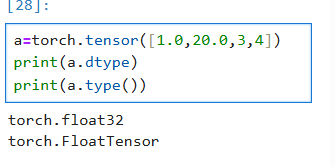 [28]:
a=torch.tensor([1.0,20.0,3,4])
print(a.dtype)
print(a.type())
torch.float32
torch.FloatTensor